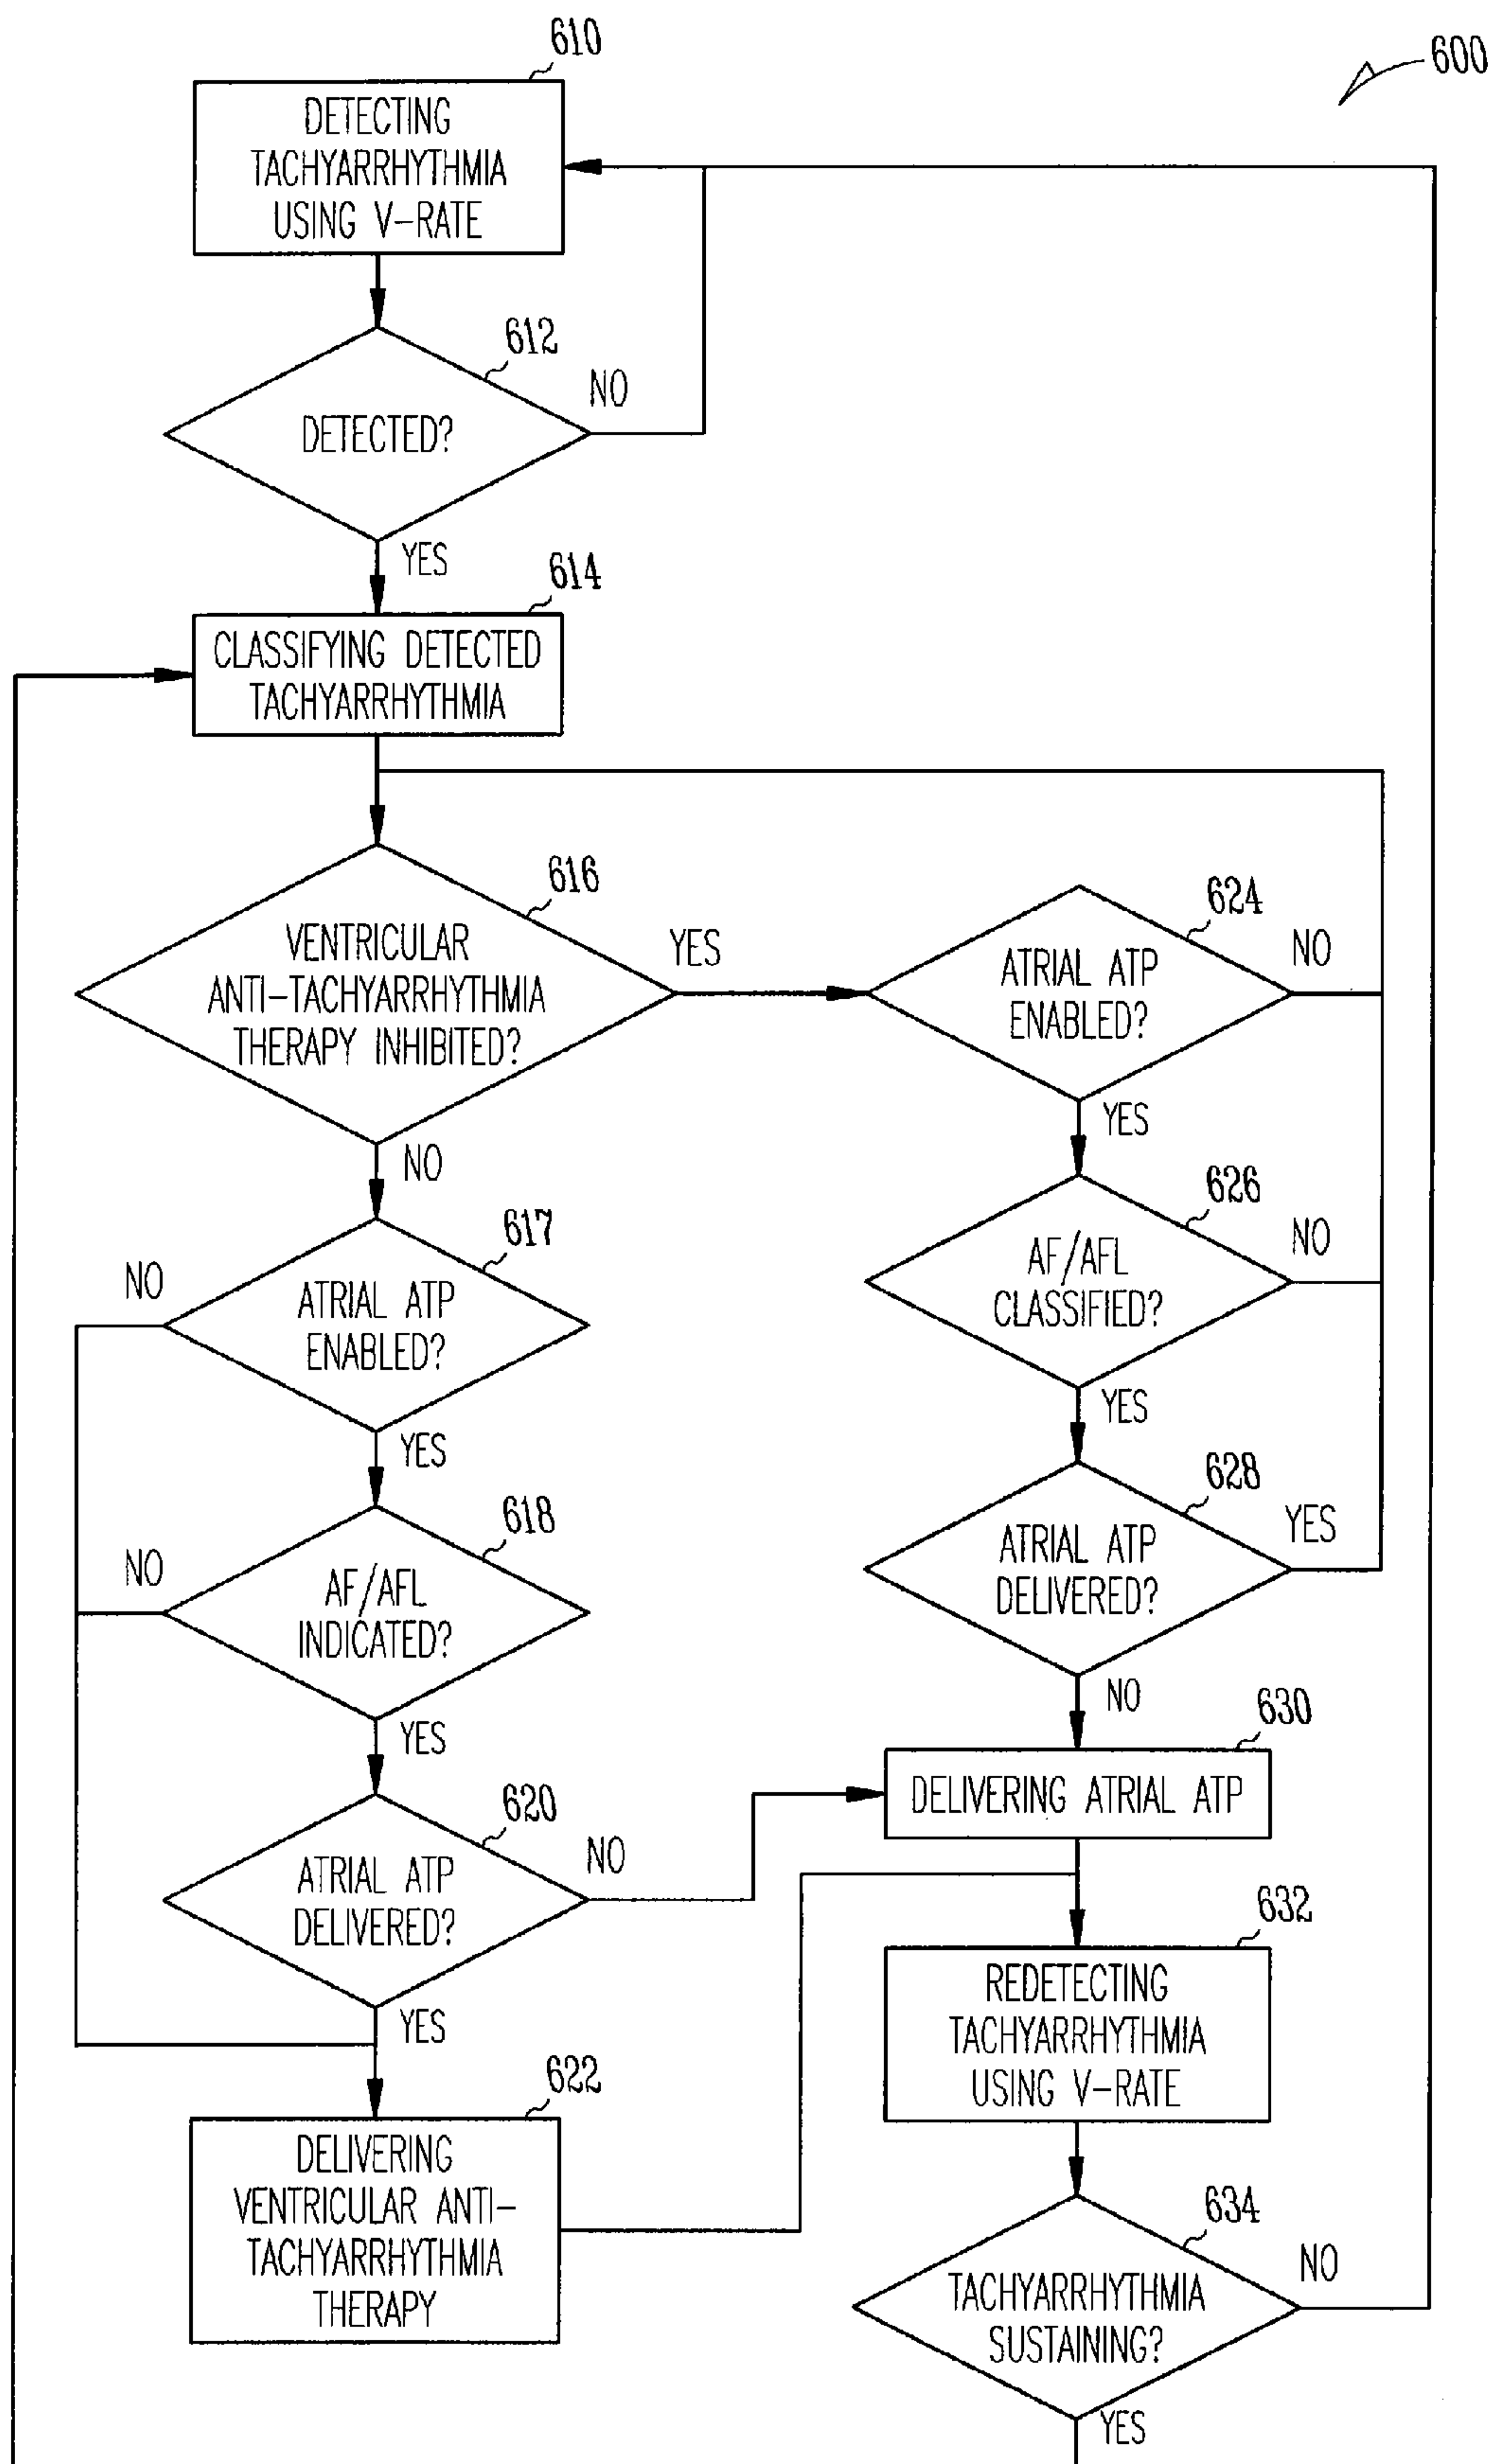 610
600
DETECTING
TACHYARRHYTHMIA
USING V-RATE
612
NO
DETECTED?
YES
614
CLASSIFYING DETECTED
TACHYARRHYTHMIA
616
VENTRICULAR
ANTI-TACHYARRHYTHMIA
THERAPY INHIBITED?
YES
NO
624
ATRIAL ATP
ENABLED?
NO
YES
617
NO
ATRIAL ATP
ENABLED?
YES
626
AF/AFL
CLASSIFIED?
NO
YES
618
NO
AF/AFL
INDICATED?
YES
628
ATRIAL ATP
DELIVERED?
YES
NO
620
ATRIAL ATP
DELIVERED?
NO
YES
630
DELIVERING ATRIAL ATP
622
DELIVERING
VENTRICULAR ANTI-
TACHYARRHYTHMIA
THERAPY
632
REDETECTING
TACHYARRHYTHMIA
USING V-RATE
634
TACHYARRHYTHMIA
SUSTAINING?
NO
YES